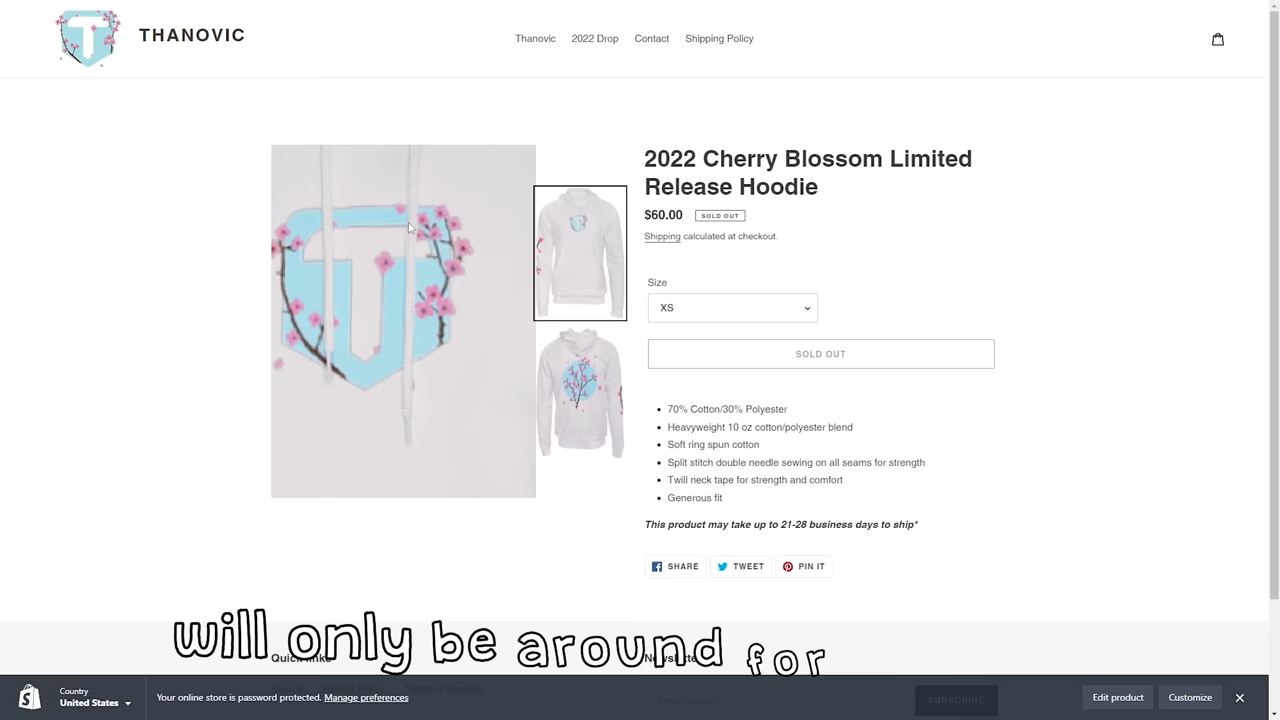 THANOVIC
Thanovic 2022 Drop Contact Shipping Policy
2022 Cherry Blossom Limited
Release Hoodie
$60.00 SOLD OUT
Shipping calculated at checkout.
Size
XS
SOLD OUT
70% Cotton/30% Polyester
Heavyweight 10 oz cotton/polyester blend
Soft ring spun cotton
Split stitch double needle sewing on all seams for strength
Twill neck tape for strength and comfort
Generous fit
This product may take up to 21-28 business days to ship*
SHARE TWEET PIN IT
will only be around for
Quick links
Country
United States
Your online store is password protected. Manage preferences
SUBSCRIBE
Edit product Customize